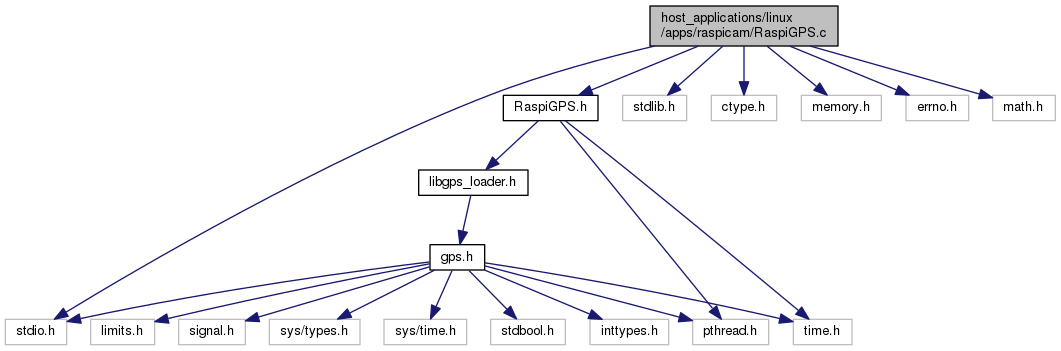 host_applications/linux
/apps/raspicam/RaspiGPS.c
RaspiGPS.h
stdlib.h
ctype.h
memory.h
errno.h
math.h
libgps_loader.h
gps.h
stdio.h
limits.h
signal.h
sys/types.h
sys/time.h
stdbool.h
inttypes.h
pthread.h
time.h